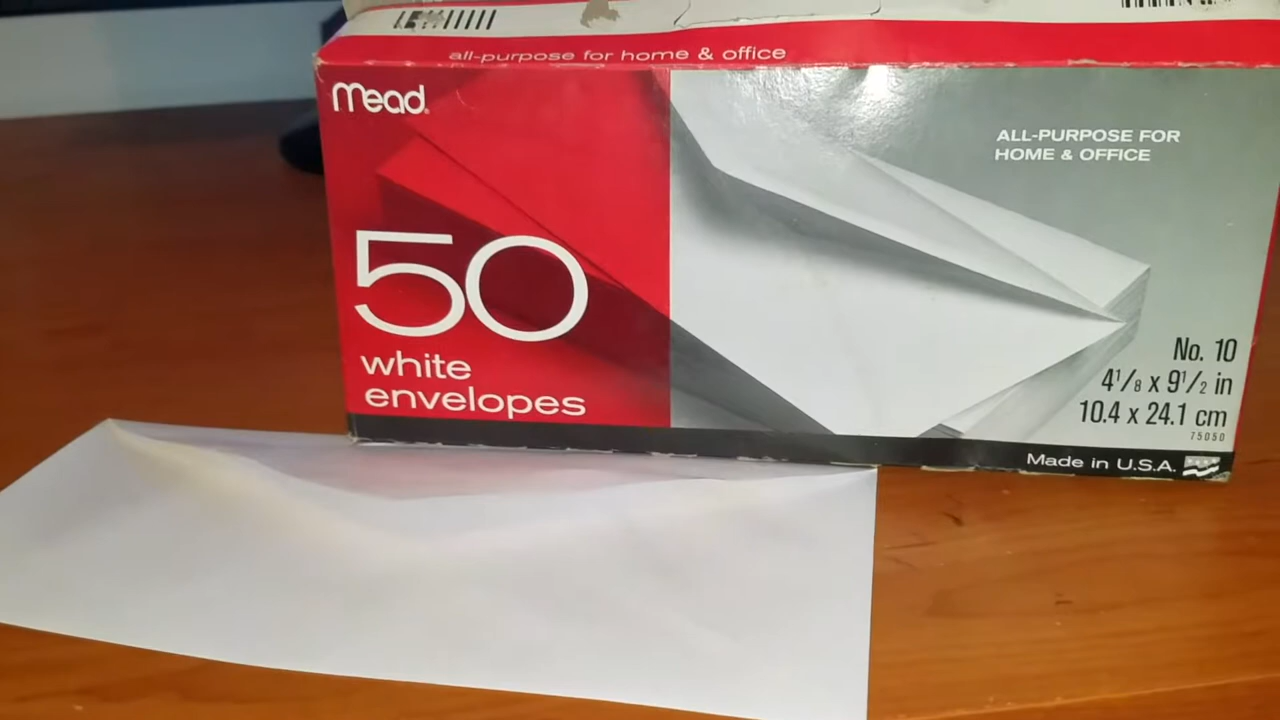 all-purpose for home & office
Mead
ALL-PURPOSE FOR
HOME & OFFICE
50
white
envelopes
No. 10
4 1/8 x 9 1/2 in
10.4 x 24.1 cm
75050
Made in U.S.A.